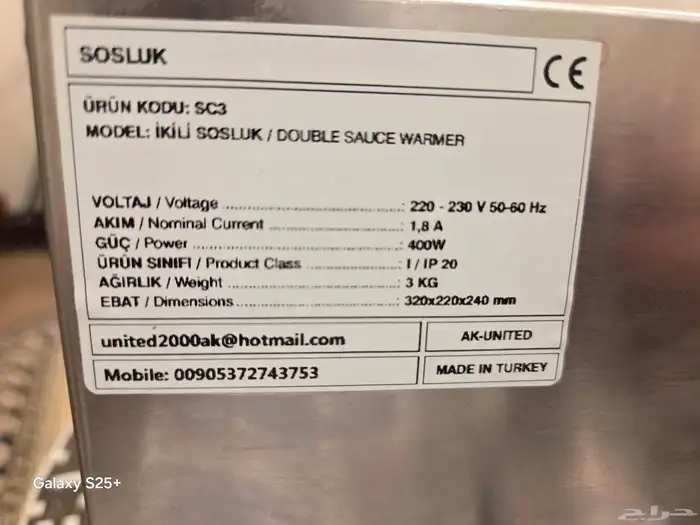 SOSLUK
CE
ÜRÜN KODU: SC3
MODEL: İKİLİ SOSLUK / DOUBLE SAUCE WARMER
VOLTAJ / Voltage ........................... : 220 - 230 V 50-60 Hz
AKIM / Nominal Current ........................... : 1,8 A
GÜÇ / Power ........................... : 400W
ÜRÜN SINIFI / Product Class ........................... : I / IP 20
AĞIRLIK / Weight ........................... : 3 KG
EBAT / Dimensions ........................... : 320x220x240 mm
united2000ak@hotmail.com
AK-UNITED
Mobile: 00905372743753
MADE IN TURKEY
Galaxy S25+
حراج